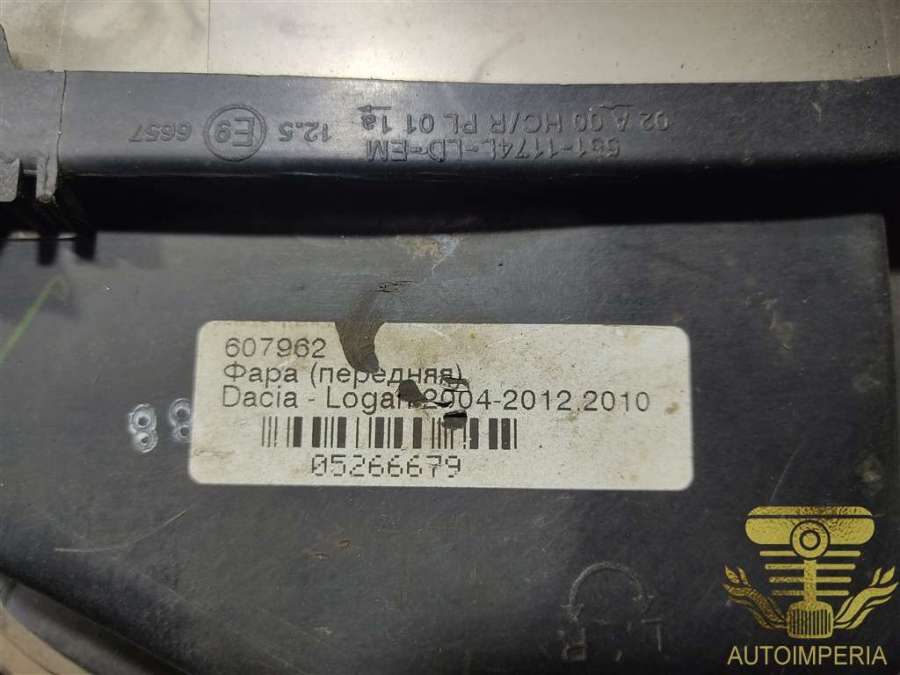 551-1174L-LD-EM
02 A 00 HC/R PL 01 1a 12.5 E9 6657
607962
Фара (передняя)
Dacia - Logan 2004-2012 2010
05266679
L R
AUTOIMPERIA